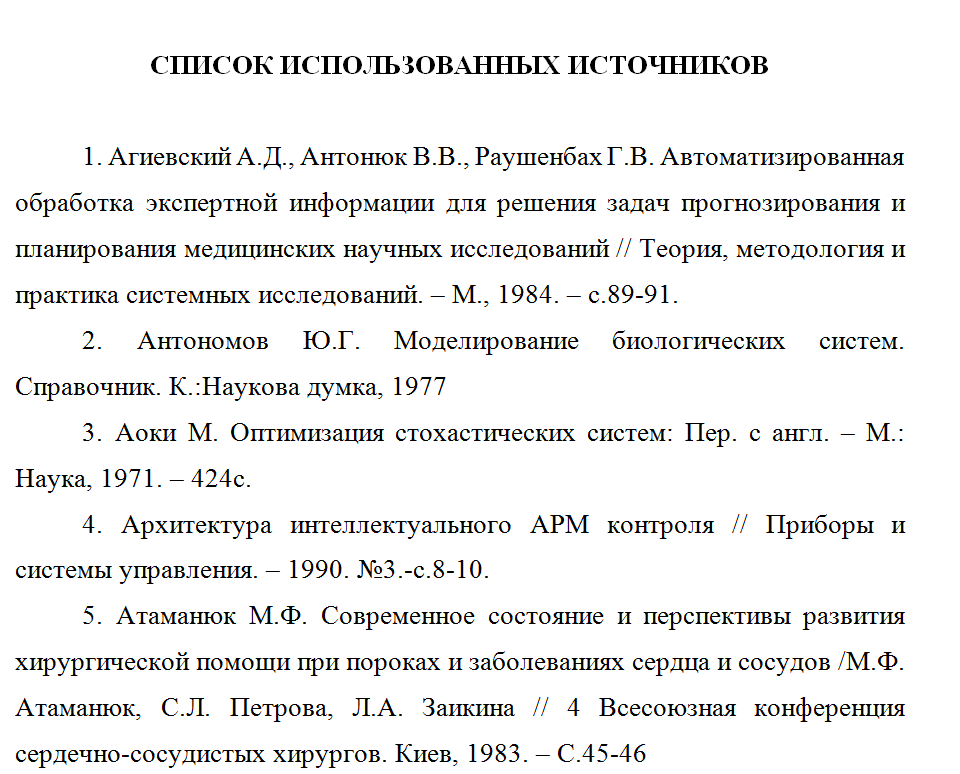 СПИСОК ИСПОЛЬЗОВАННЫХ ИСТОЧНИКОВ
1. Агиевский А.Д., Антонюк В.В., Раушенбах Г.В. Автоматизированная
обработка экспертной информации для решения задач прогнозирования и
планирования медицинских научных исследований // Теория, методология и
практика системных исследований. – М., 1984. – с.89-91.
2. Антономов Ю.Г. Моделирование биологических систем.
Справочник. К.:Наукова думка, 1977
3. Аоки М. Оптимизация стохастических систем: Пер. с англ. – М.:
Наука, 1971. – 424с.
4. Архитектура интеллектуального АРМ контроля // Приборы и
системы управления. – 1990. №3.-с.8-10.
5. Атаманюк М.Ф. Современное состояние и перспективы развития
хирургической помощи при пороках и заболеваниях сердца и сосудов /М.Ф.
Атаманюк, С.Л. Петрова, Л.А. Заикина // 4 Всесоюзная конференция
сердечно-сосудистых хирургов. Киев, 1983. – С.45-46